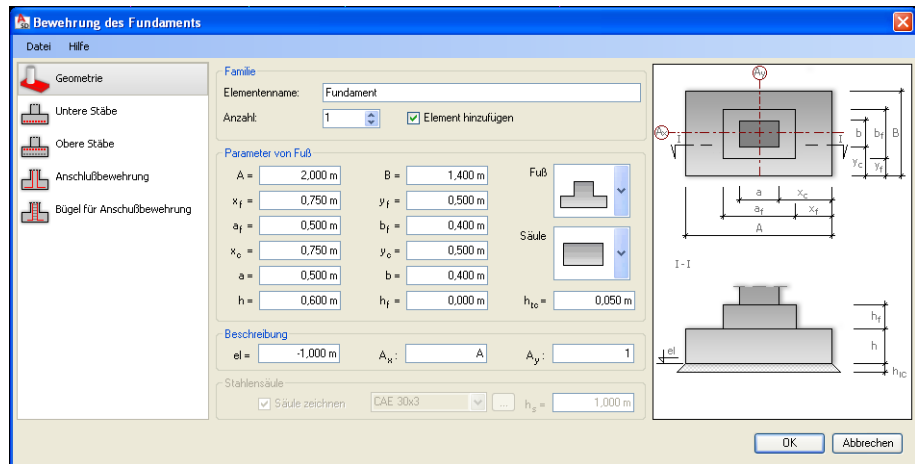 Bewehrung des Fundaments
Datei Hilfe
Geometrie
Untere Stäbe
Obere Stäbe
Anschlußbewehrung
Bügel für Anschußbewehrung
Familie
Elementenname: Fundament
Anzahl: 1 Element hinzufügen
Parameter von Fuß
A = 2,000 m B = 1,400 m Fuß
xf = 0,750 m yf = 0,500 m
af = 0,500 m bf = 0,400 m Säule
xc = 0,750 m yc = 0,500 m
a = 0,500 m b = 0,400 m
h = 0,600 m hf = 0,000 m htc = 0,050 m
Beschreibung
el = -1,000 m Ax : A Ay : 1
Stahlensäule
Säule zeichnen CAE 30x3 ... hs = 1,000 m
Ay
Ax I I b bf B
yc yf
a xc
af xf
A
I-I
hf
h
el
htc
OK Abbrechen